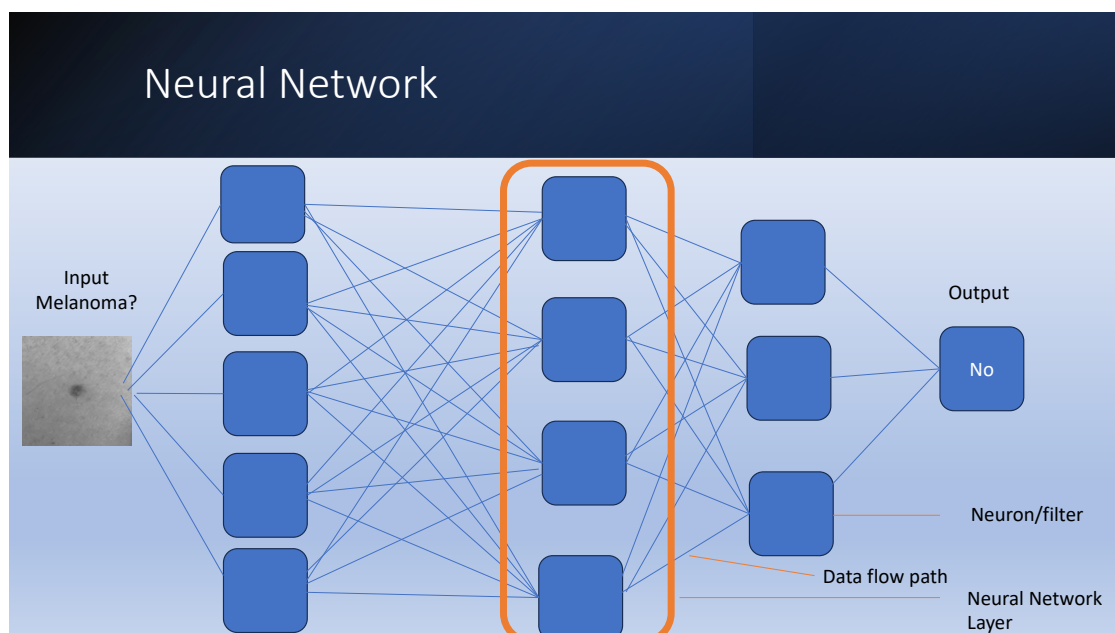 Neural Network
Input
Melanoma?
Output
No
Neuron/filter
Data flow path
Neural Network
Layer